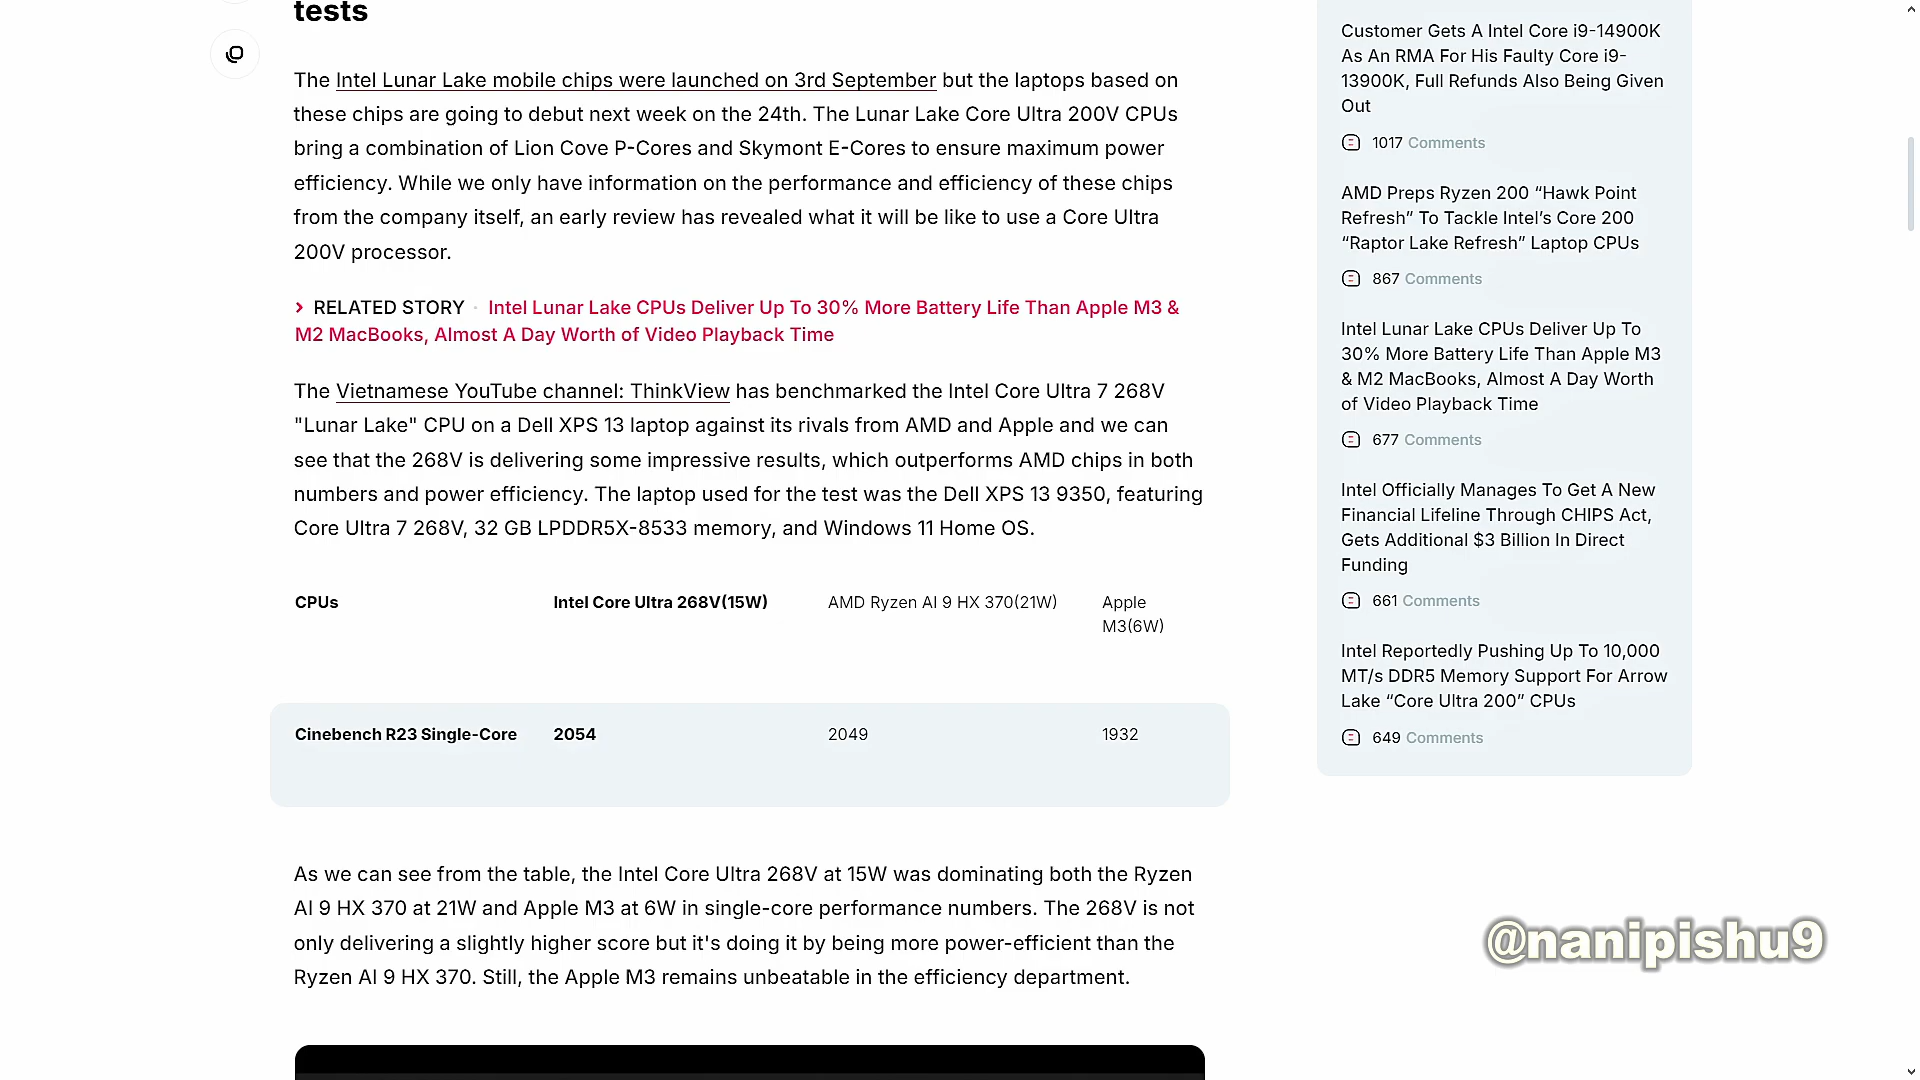 tests
The Intel Lunar Lake mobile chips were launched on 3rd September but the laptops based on
these chips are going to debut next week on the 24th. The Lunar Lake Core Ultra 200V CPUs
bring a combination of Lion Cove P-Cores and Skymont E-Cores to ensure maximum power
efficiency. While we only have information on the performance and efficiency of these chips
from the company itself, an early review has revealed what it will be like to use a Core Ultra
200V processor.
RELATED STORY · Intel Lunar Lake CPUs Deliver Up To 30% More Battery Life Than Apple M3 &
M2 MacBooks, Almost A Day Worth of Video Playback Time
The Vietnamese YouTube channel: ThinkView has benchmarked the Intel Core Ultra 7 268V
"Lunar Lake" CPU on a Dell XPS 13 laptop against its rivals from AMD and Apple and we can
see that the 268V is delivering some impressive results, which outperforms AMD chips in both
numbers and power efficiency. The laptop used for the test was the Dell XPS 13 9350, featuring
Core Ultra 7 268V, 32 GB LPDDR5X-8533 memory, and Windows 11 Home OS.
CPUs Intel Core Ultra 268V(15W) AMD Ryzen AI 9 HX 370(21W) Apple
M3(6W)
Cinebench R23 Single-Core 2054 2049 1932
As we can see from the table, the Intel Core Ultra 268V at 15W was dominating both the Ryzen
AI 9 HX 370 at 21W and Apple M3 at 6W in single-core performance numbers. The 268V is not
only delivering a slightly higher score but it's doing it by being more power-efficient than the
Ryzen AI 9 HX 370. Still, the Apple M3 remains unbeatable in the efficiency department.
Customer Gets A Intel Core i9-14900K
As An RMA For His Faulty Core i9-
13900K, Full Refunds Also Being Given
Out
1017 Comments
AMD Preps Ryzen 200 “Hawk Point
Refresh” To Tackle Intel’s Core 200
“Raptor Lake Refresh” Laptop CPUs
867 Comments
Intel Lunar Lake CPUs Deliver Up To
30% More Battery Life Than Apple M3
& M2 MacBooks, Almost A Day Worth
of Video Playback Time
677 Comments
Intel Officially Manages To Get A New
Financial Lifeline Through CHIPS Act,
Gets Additional $3 Billion In Direct
Funding
661 Comments
Intel Reportedly Pushing Up To 10,000
MT/s DDR5 Memory Support For Arrow
Lake “Core Ultra 200” CPUs
649 Comments
@nanipishu9